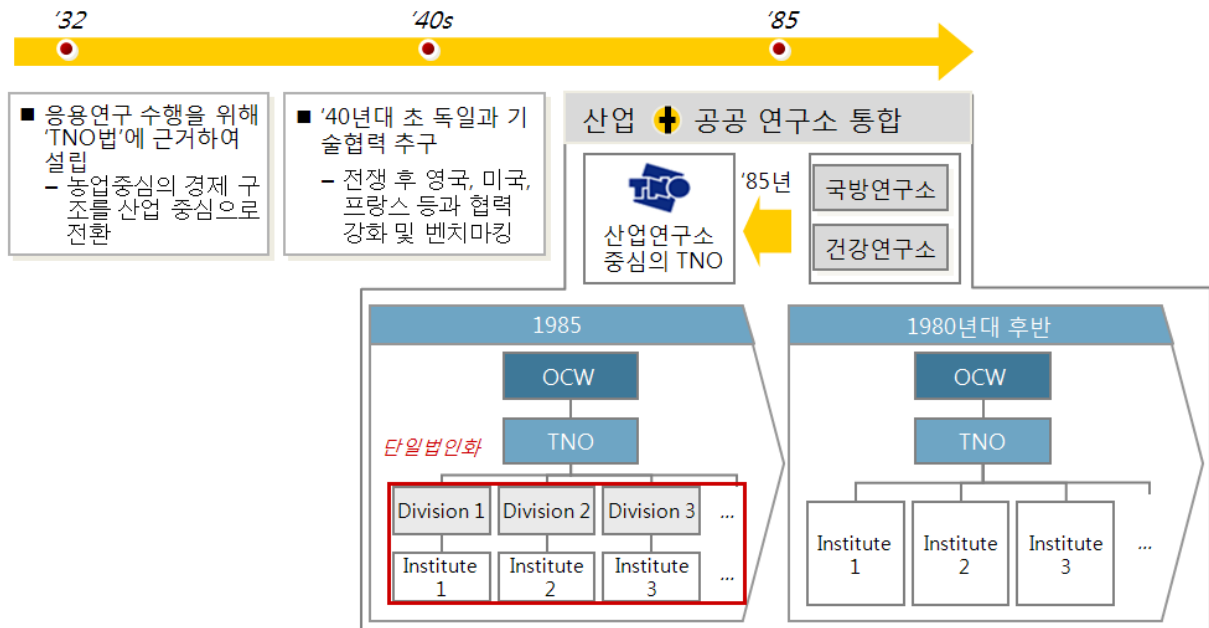 '32
'40s
'85
■ 응용연구 수행을 위해
'TNO법'에 근거하여
설립
– 농업중심의 경제 구
조를 산업 중심으로
전환
■ '40년대 초 독일과 기
술협력 추구
– 전쟁 후 영국, 미국,
프랑스 등과 협력
강화 및 벤치마킹
산업 + 공공 연구소 통합
TNO
산업연구소
중심의 TNO
'85년
국방연구소
건강연구소
1985
OCW
TNO
단일법인화
Division 1 Division 2 Division 3 ...
Institute 1 Institute 2 Institute 3 ...
1980년대 후반
OCW
TNO
Institute 1 Institute 2 Institute 3 ...